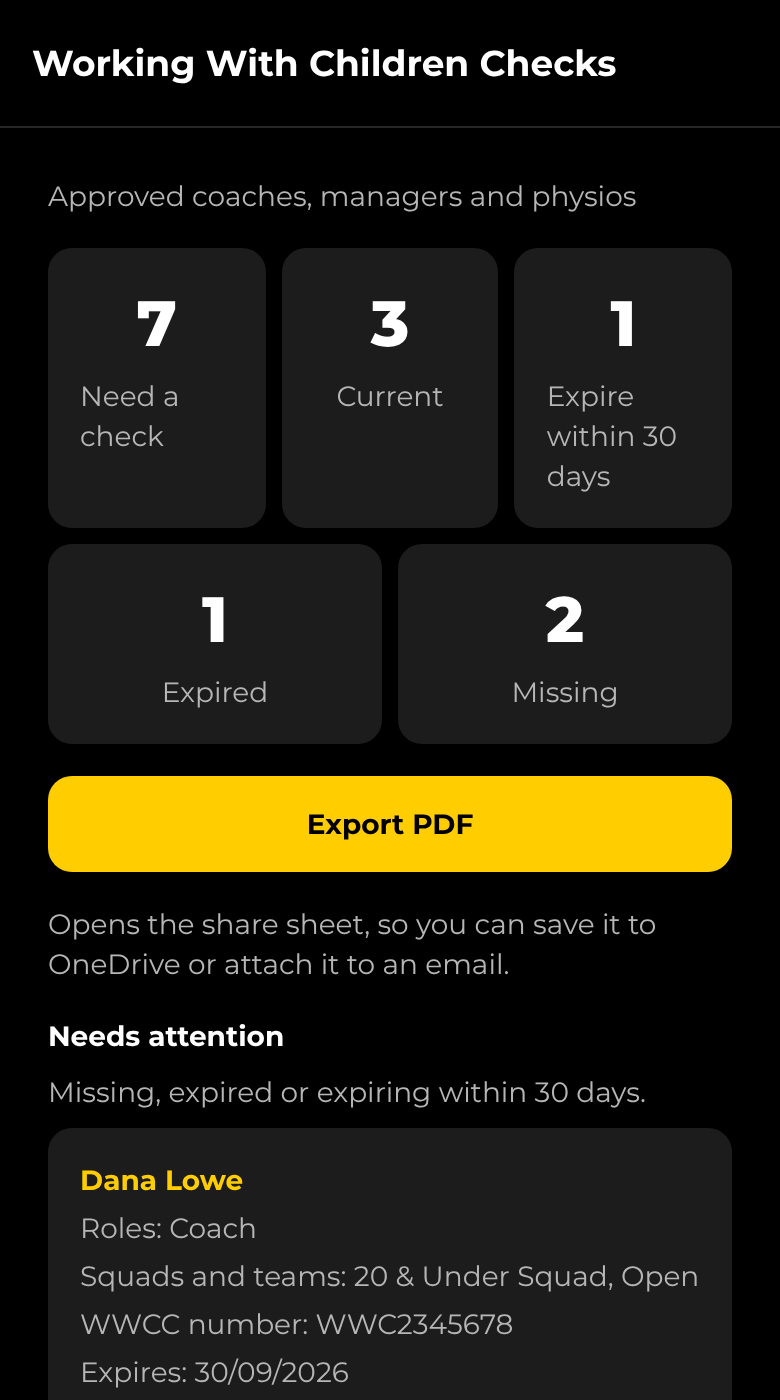 Working With Children Checks
Approved coaches, managers and physios
7
Need a
check
3
Current
1
Expire
within 30
days
1
Expired
2
Missing
Export PDF
Opens the share sheet, so you can save it to
OneDrive or attach it to an email.
Needs attention
Missing, expired or expiring within 30 days.
Dana Lowe
Roles: Coach
Squads and teams: 20 & Under Squad, Open
WWCC number: WWC2345678
Expires: 30/09/2026